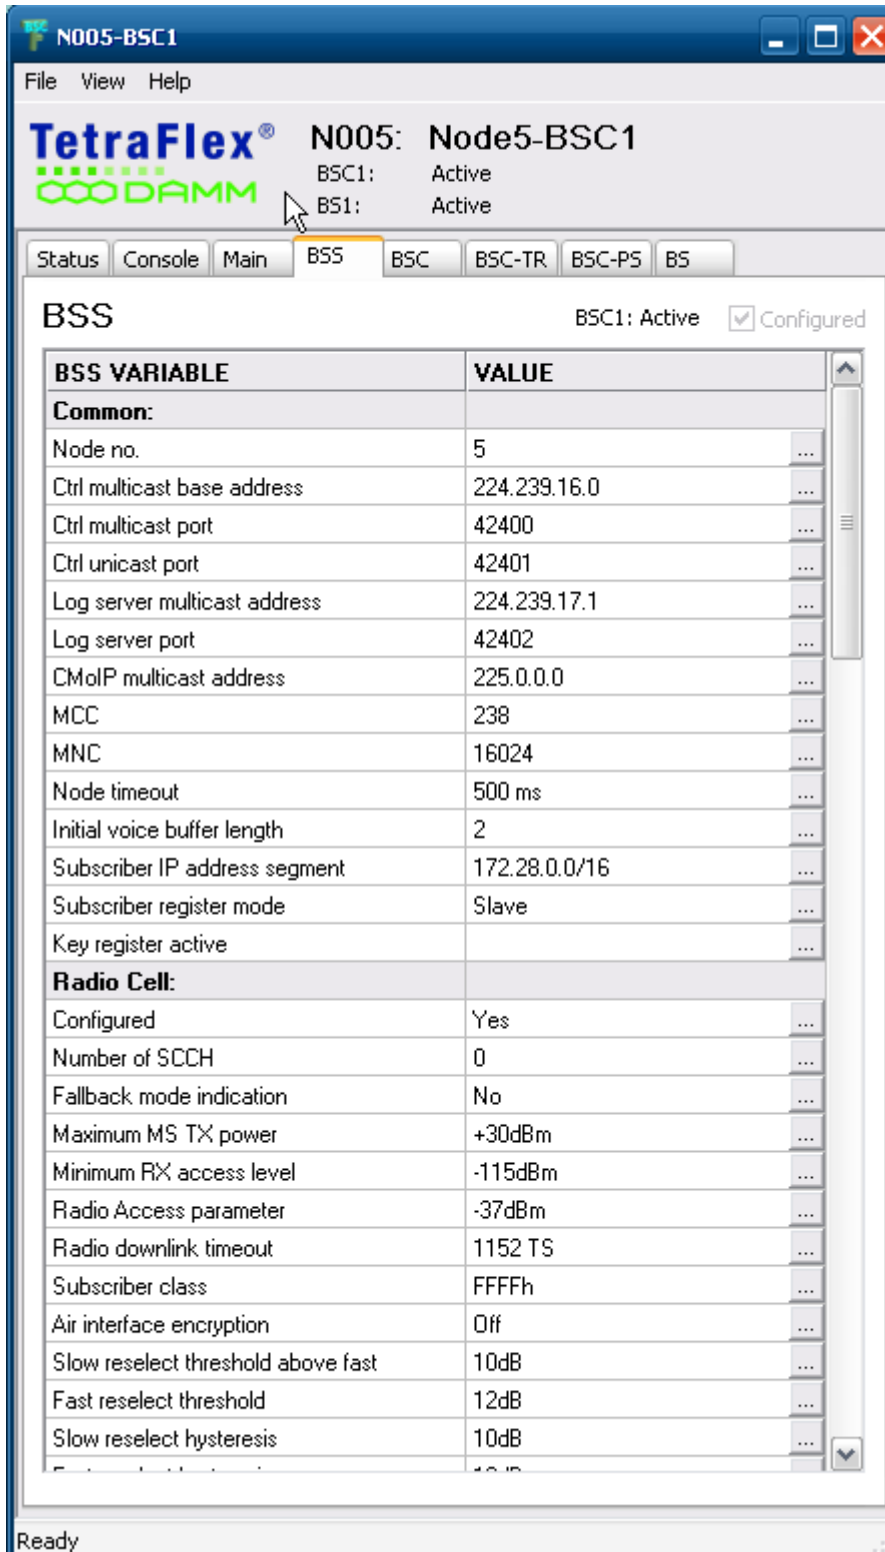 BSC N005-BSC1
File View Help
TetraFlex® N005: Node5-BSC1
BSC1: Active
DAMM BS1: Active
Status Console Main BSS BSC BSC-TR BSC-PS BS
BSS BSC1: Active Configured
BSS VARIABLE VALUE
Common:
Node no. 5 ...
Ctrl multicast base address 224.239.16.0 ...
Ctrl multicast port 42400 ...
Ctrl unicast port 42401 ...
Log server multicast address 224.239.17.1 ...
Log server port 42402 ...
CMoIP multicast address 225.0.0.0 ...
MCC 238 ...
MNC 16024 ...
Node timeout 500 ms ...
Initial voice buffer length 2 ...
Subscriber IP address segment 172.28.0.0/16 ...
Subscriber register mode Slave ...
Key register active ...
Radio Cell:
Configured Yes ...
Number of SCCH 0 ...
Fallback mode indication No ...
Maximum MS TX power +30dBm ...
Minimum RX access level -115dBm ...
Radio Access parameter -37dBm ...
Radio downlink timeout 1152 TS ...
Subscriber class FFFFh ...
Air interface encryption Off ...
Slow reselect threshold above fast 10dB ...
Fast reselect threshold 12dB ...
Slow reselect hysteresis 10dB ...
Ready